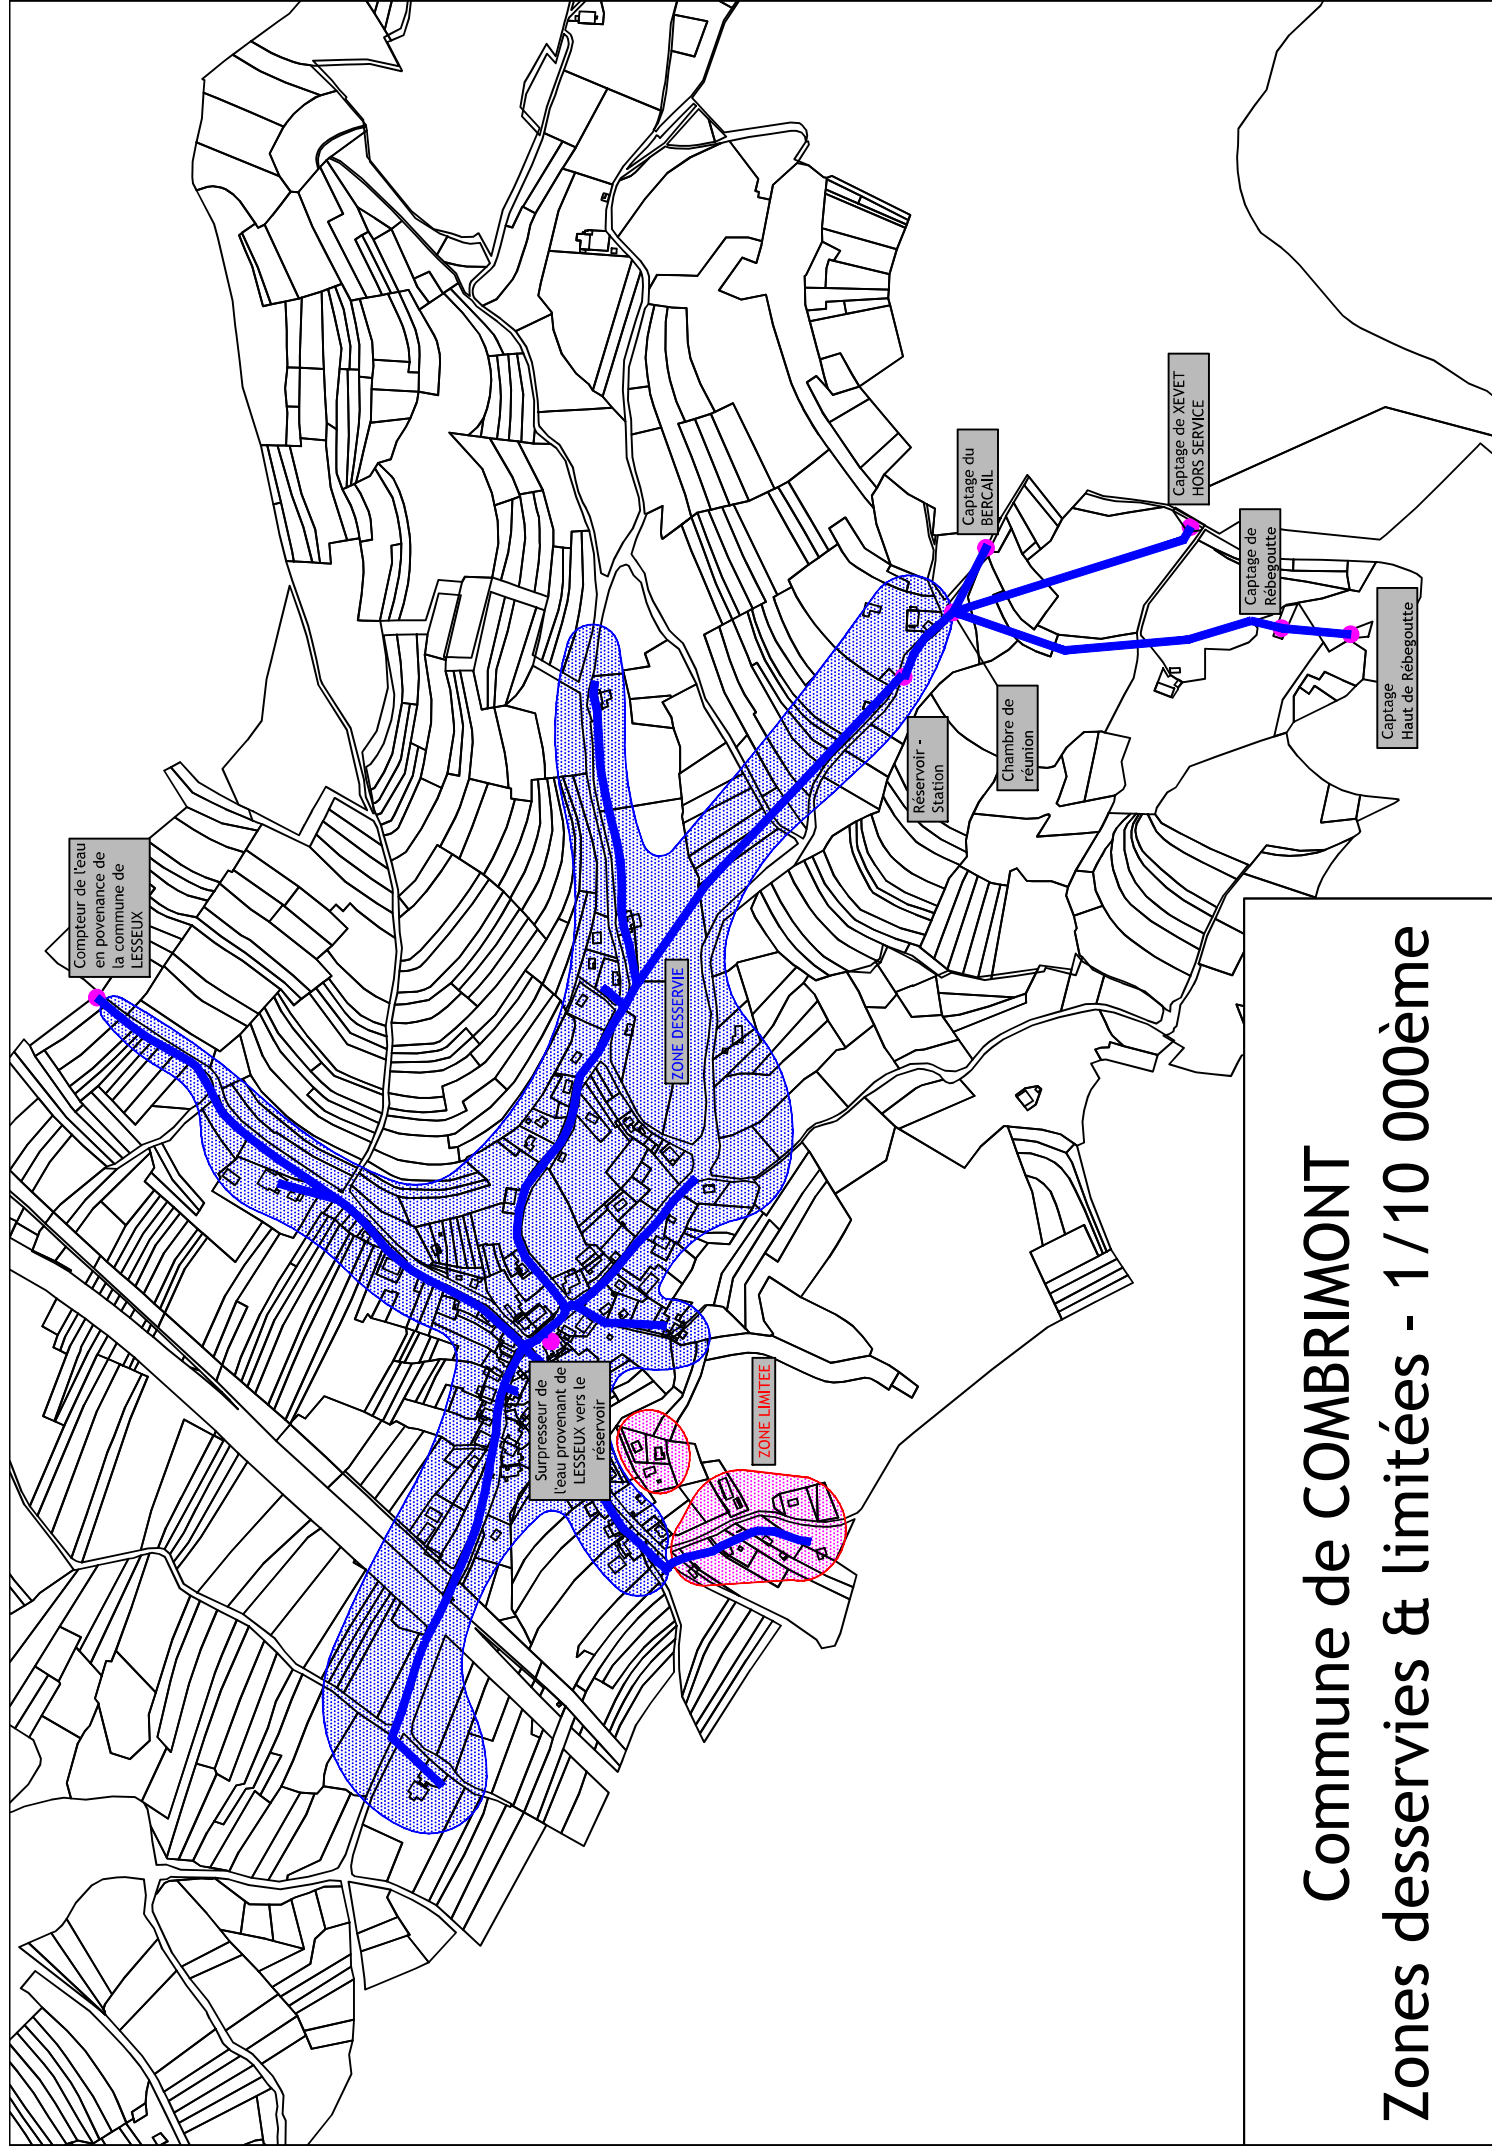 Compteur de l'eau
en povenance de
la commune de
LESSEUX
Surpresseur de
l'eau provenant de
LESSEUX vers le
réservoir
ZONE DESSERVIE
ZONE LIMITEE
Réservoir -
Station
Captage du
BERCAIL
Chambre de
réunion
Captage de XEVET
HORS SERVICE
Captage de
Rébegoutte
Captage
Haut de Rébegoutte
Commune de COMBRIMONT
Zones desservies & limitées - 1/10 000ème